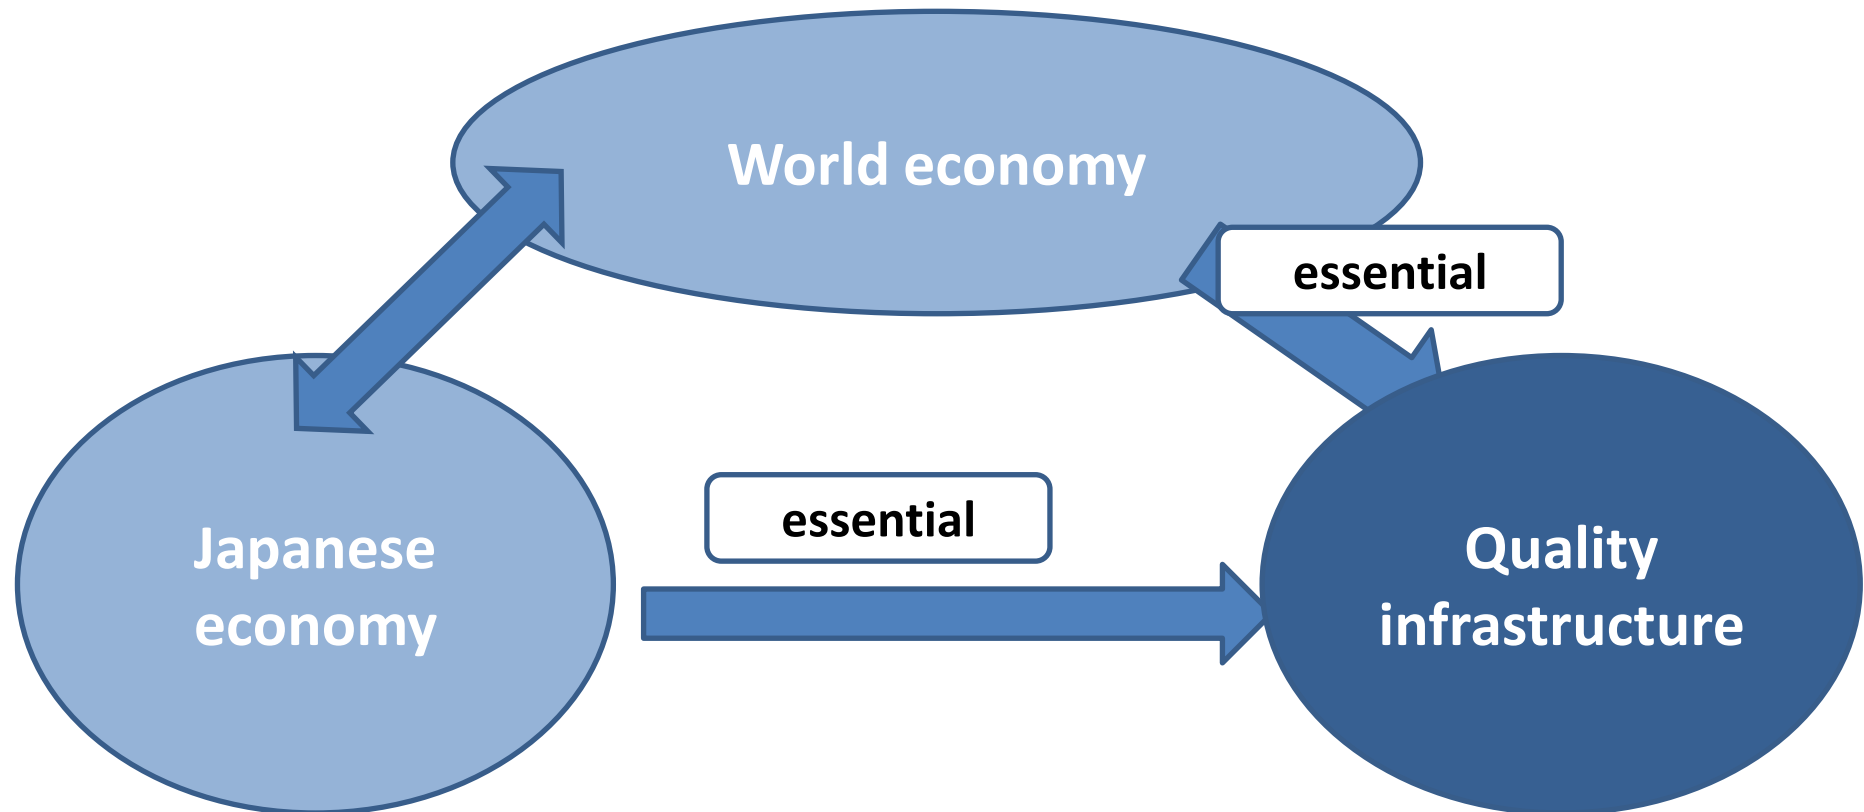 World economy
essential
essential
Japanese
economy
Quality
infrastructure